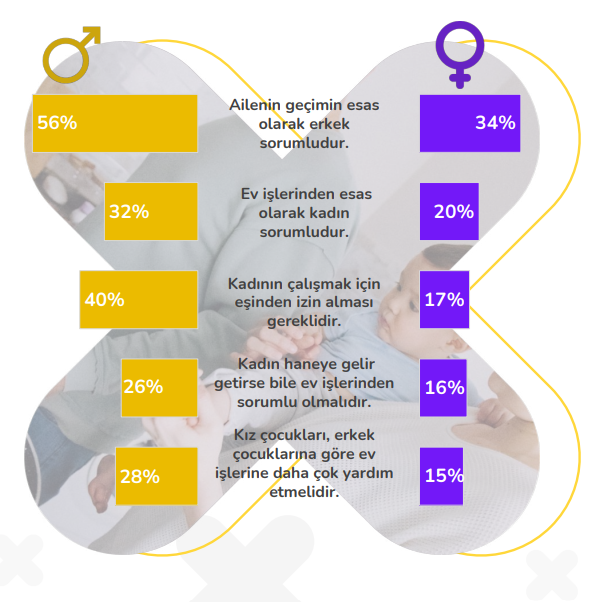 56%
Ailenin geçimin esas
olarak erkek
sorumludur.
34%
32%
Ev işlerinden esas
olarak kadın
sorumludur.
20%
40%
Kadının çalışmak için
eşinden izin alması
gereklidir.
17%
26%
Kadın haneye gelir
getirse bile ev işlerinden
sorumlu olmalıdır.
16%
28%
Kız çocukları, erkek
çocuklarına göre ev
işlerine daha çok yardım
etmelidir.
15%